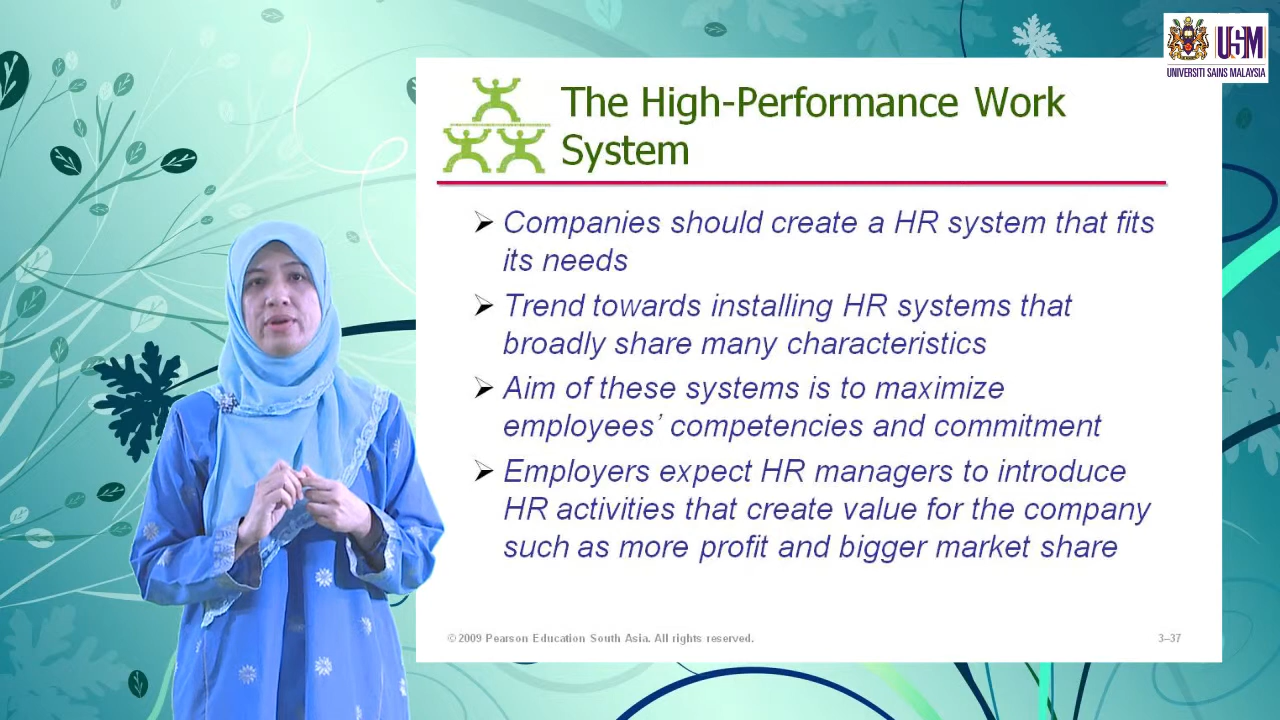 USM
UNIVERSITI SAINS MALAYSIA
The High-Performance Work
System
Companies should create a HR system that fits
its needs
Trend towards installing HR systems that
broadly share many characteristics
Aim of these systems is to maximize
employees’ competencies and commitment
Employers expect HR managers to introduce
HR activities that create value for the company
such as more profit and bigger market share
© 2009 Pearson Education South Asia. All rights reserved.
3–37